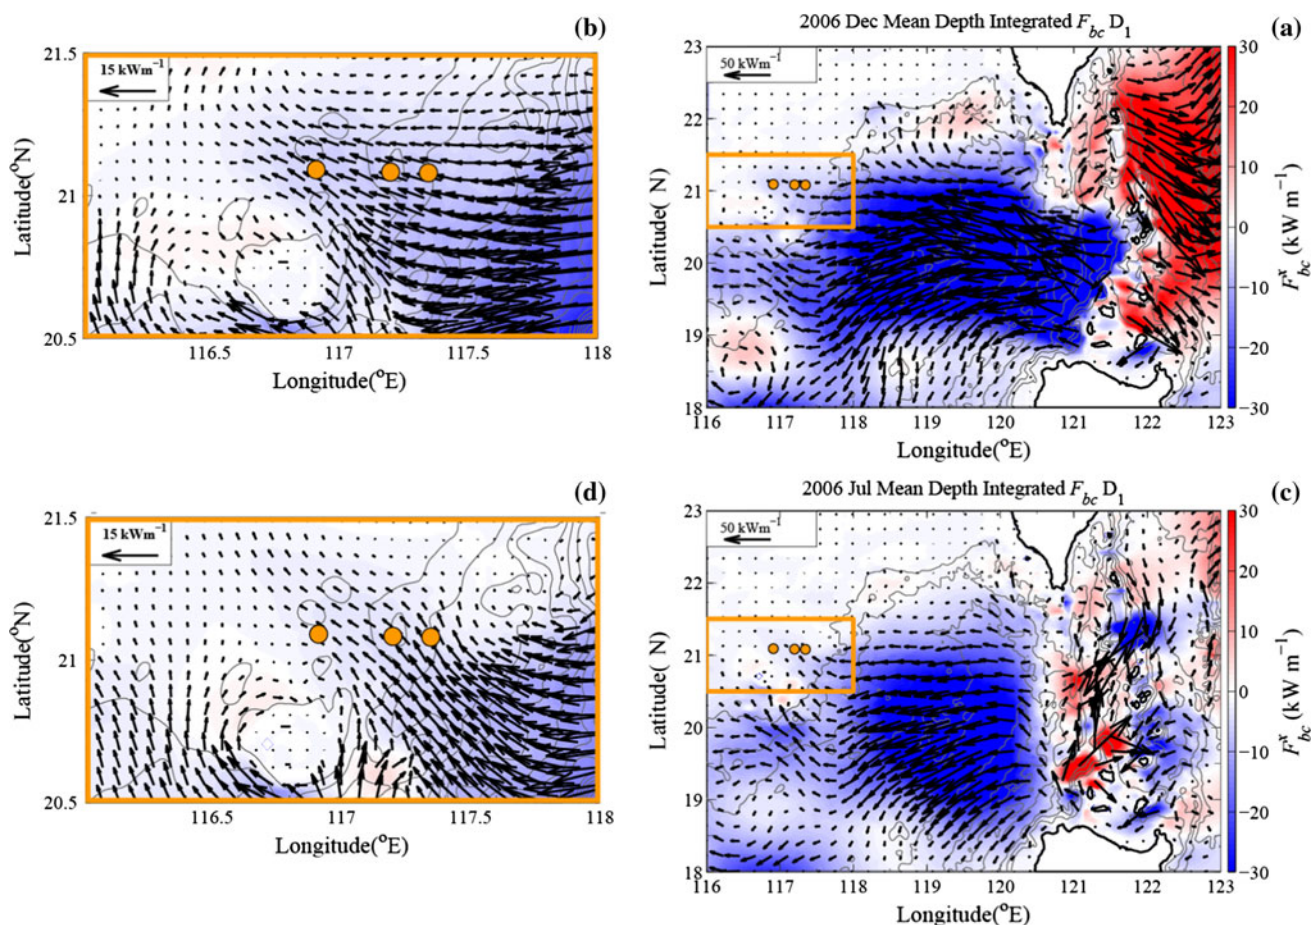 (b)
15 kWm⁻¹
21.5
21
20.5
Latitude(°N)
116.5
117
117.5
118
Longitude(°E)
2006 Dec Mean Depth Integrated F_bc D₁
(a)
50 kWm⁻¹
23
22
21
20
19
18
Latitude( N)
116
117
118
119
120
121
122
123
Longitude(°E)
30
20
10
0
−10
−20
−30
F^x_bc (kW m⁻¹)
(d)
15 kWm⁻¹
21.5
21
20.5
Latitude(°N)
116.5
117
117.5
118
Longitude(°E)
2006 Jul Mean Depth Integrated F_bc D₁
(c)
50 kWm⁻¹
23
22
21
20
19
18
Latitude( N)
116
117
118
119
120
121
122
123
Longitude(°E)
30
20
10
0
−10
−20
−30
F^x_bc (kW m⁻¹)